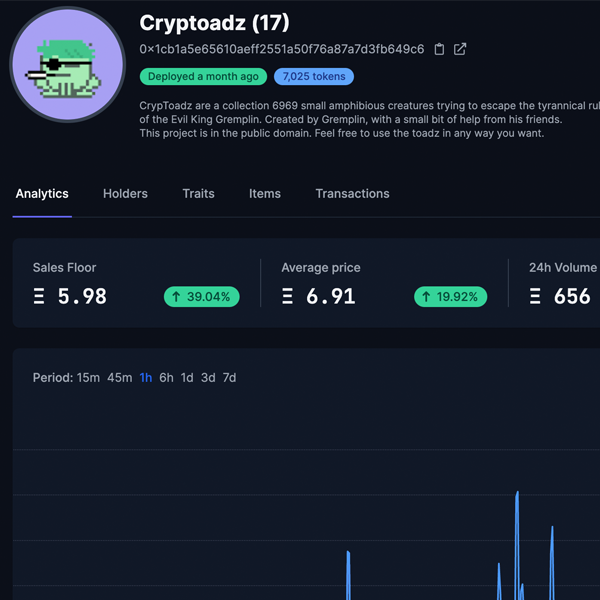 Cryptoadz (17)
0x1cb1a5e65610aeff2551a50f76a87a7d3fb649c6
Deployed a month ago 7,025 tokens
CrypToadz are a collection 6969 small amphibious creatures trying to escape the tyrannical
of the Evil King Gremplin. Created by Gremplin, with a small bit of help from his friends.
This project is in the public domain. Feel free to use the toadz in any way you want.
Analytics Holders Traits Items Transactions
Sales Floor Average price 24h Volume
Ξ 5.98 ↑ 39.04% Ξ 6.91 ↑ 19.92% Ξ 656
Period: 15m 45m 1h 6h 1d 3d 7d